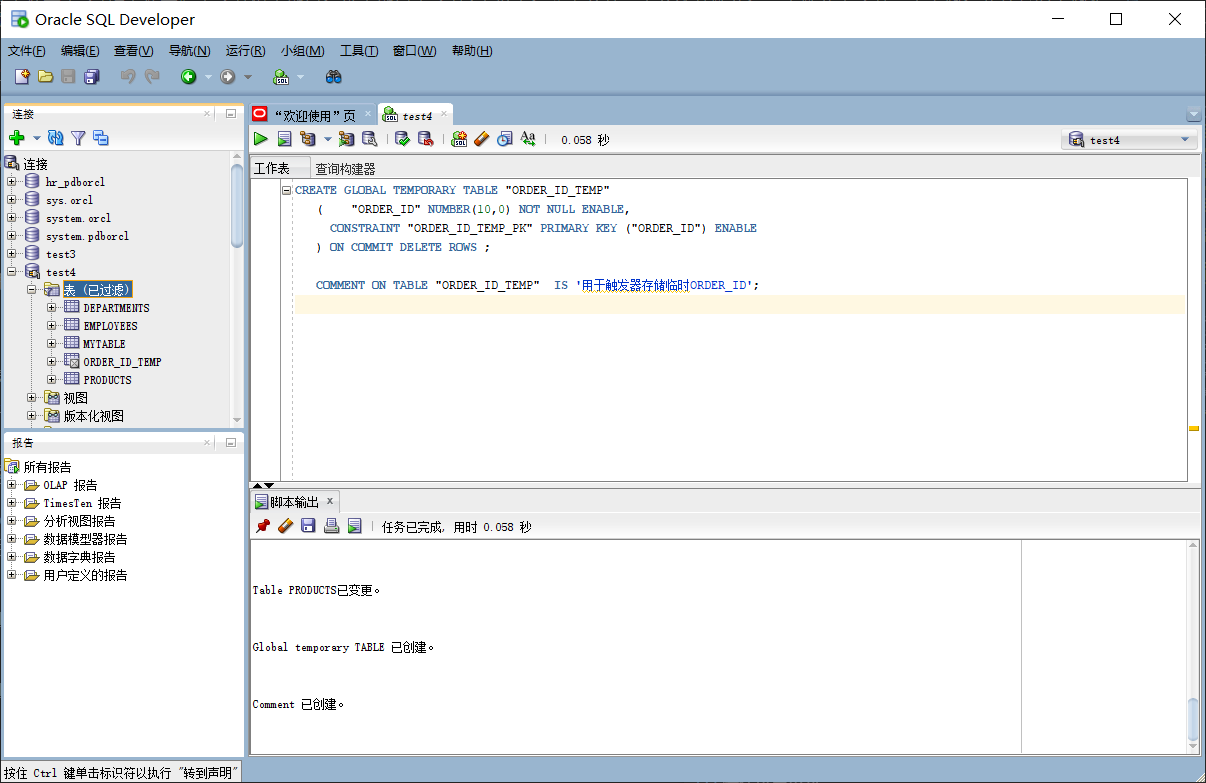 Oracle SQL Developer
文件(F) 编辑(E) 查看(V) 导航(N) 运行(R) 小组(M) 工具(T) 窗口(W) 帮助(H)
连接
连接
hr_pdborcl
sys.orcl
system.orcl
system.pdborcl
test3
test4
表 (已过滤)
DEPARTMENTS
EMPLOYEES
MYTABLE
ORDER_ID_TEMP
PRODUCTS
视图
版本化视图
报告
所有报告
OLAP 报告
TimesTen 报告
分析视图报告
数据模型器报告
数据字典报告
用户定义的报告
“欢迎使用”页 test4
SQL
0.058 秒
test4
工作表 查询构建器
CREATE GLOBAL TEMPORARY TABLE "ORDER_ID_TEMP"
( "ORDER_ID" NUMBER(10,0) NOT NULL ENABLE,
CONSTRAINT "ORDER_ID_TEMP_PK" PRIMARY KEY ("ORDER_ID") ENABLE
) ON COMMIT DELETE ROWS ;
COMMENT ON TABLE "ORDER_ID_TEMP" IS '用于触发器存储临时ORDER_ID';
脚本输出
任务已完成, 用时 0.058 秒
Table PRODUCTS已变更。
Global temporary TABLE 已创建。
Comment 已创建。
按住 Ctrl 键单击标识符以执行 "转到声明"